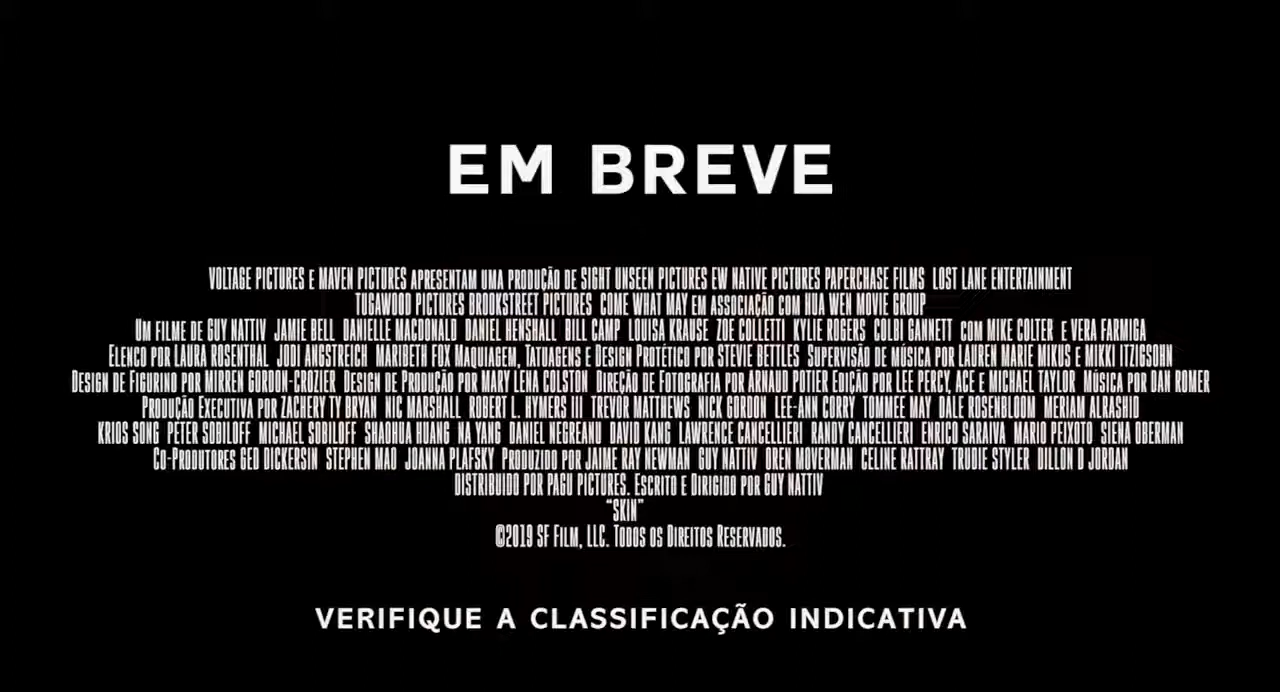 EM BREVE
VOLTAGE PICTURES E MAVEN PICTURES APRESENTAM UMA PRODUÇÃO DE SIGHT UNSEEN PICTURES EW NATIVE PICTURES PAPERCHASE FILMS LOST LANE ENTERTAINMENT
TUGAWOOD PICTURES BROOKSTREET PICTURES COME WHAT MAY EM ASSOCIAÇÃO COM HUA WEN MOVIE GROUP
UM FILME DE GUY NATTIV JAMIE BELL DANIELLE MACDONALD DANIEL HENSHALL BILL CAMP LOUISA KRAUSE ZOE COLLETTI KYLIE ROGERS COLBI GANNETT COM MIKE COLTER E VERA FARMIGA
ELENCO POR LAURA ROSENTHAL JODI ANGSTREICH MARIBETH FOX MAQUIAGEM, TATUAGENS E DESIGN PROTÉTICO POR STEVIE BETTLES SUPERVISÃO DE MÚSICA POR LAUREN MARIE MIKUS E MIKKI ITZIGSOHN
DESIGN DE FIGURINO POR MIRREN GORDON-CROZIER DESIGN DE PRODUÇÃO POR MARY LENA COLSTON DIREÇÃO DE FOTOGRAFIA POR ARNAUD POTIER EDIÇÃO POR LEE PERCY, ACE E MICHAEL TAYLOR MÚSICA POR DAN ROMER
PRODUÇÃO EXECUTIVA POR ZACHERY TY BRYAN NIC MARSHALL ROBERT L. HYMERS III TREVOR MATTHEWS NICK GORDON LEE-ANN CORRY TOMMEE MAY DALE ROSENBLOOM MERIAM ALRASHID
KRIOS SONG PETER SOBILOFF MICHAEL SOBILOFF SHAOHUA HUANG NA YANG DANIEL NEGREANU DAVID KANG LAWRENCE CANCELLIERI RANDY CANCELLIERI ENRICO SARAIVA MARIO PEIXOTO SIENA OBERMAN
CO-PRODUTORES GED DICKERSIN STEPHEN MAO JOANNA PLAFSKY PRODUZIDO POR JAIME RAY NEWMAN GUY NATTIV OREN MOVERMAN CELINE RATTRAY TRUDIE STYLER DILLON D JORDAN
DISTRIBUIDO POR PAGU PICTURES. ESCRITO E DIRIGIDO POR GUY NATTIV
“SKIN”
©2019 SF FILM, LLC. TODOS OS DIREITOS RESERVADOS.
VERIFIQUE A CLASSIFICAÇÃO INDICATIVA